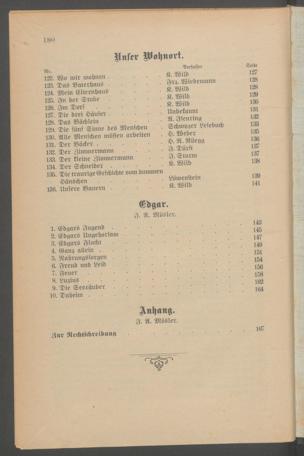 180
Unser Wohnort.
Nr. Verfasser Seite
122. Wo wir wohnen K. Wild 127
123. Das Bauerhaus Frz. Wiedemann 128
124. Mein Elternhaus K. Wild 128
125. In der Stube K. Wild 129
126. Im Dorf K. Wild 130
127. Die drei Häuser Unbekannt 131
128. Das Bächlein A. Fleuring 132
129. Die fünf Sinne des Menschen Schweizer Lesebuch 133
130. Alle Menschen müssen arbeiten O. Weber 135
131. Der Bäcker O. K. Rileng 136
132. Der Zimmermann J. Dürst 137
133. Der kleine Zimmermann J. Sturm 137
134. Der Schneider K. Wild 138
135. Die traurige Geschichte vom dummen
Hänschen Löwenstein 139
136. Unsere Bauern K. Wild 141
Edgar.
J. R. Müller.
1. Edgars Jugend 143
2. Edgars Ungehorsam 145
3. Edgars Flucht 147
4. Ganz allein 149
5. Nahrungssorgen 151
6. Freud und Leid 154
7. Feuer 156
8. 158
9. Die Seeräuber 162
10. Daheim 164
Anhang.
J. R. Müller.
Zur Rechtschreibung 167